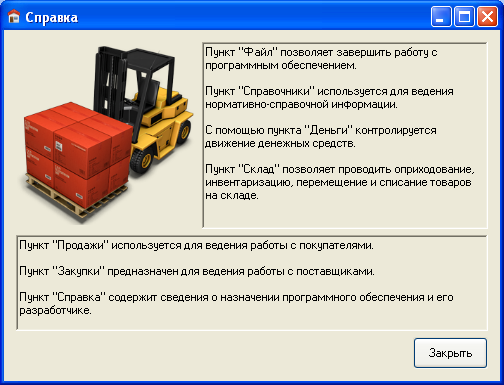 Справка
Пункт "Файл" позволяет завершить работу с
программным обеспечением.
Пункт "Справочники" используется для ведения
нормативно-справочной информации.
С помощью пункта "Деньги" контролируется
движение денежных средств.
Пункт "Склад" позволяет проводить оприходование,
инвентаризацию, перемещение и списание товаров
на складе.
Пункт "Продажи" используется для ведения работы с покупателями.
Пункт "Закупки" предназначен для ведения работы с поставщиками.
Пункт "Справка" содержит сведения о назначении программного обеспечения и его
разработчике.
Закрыть